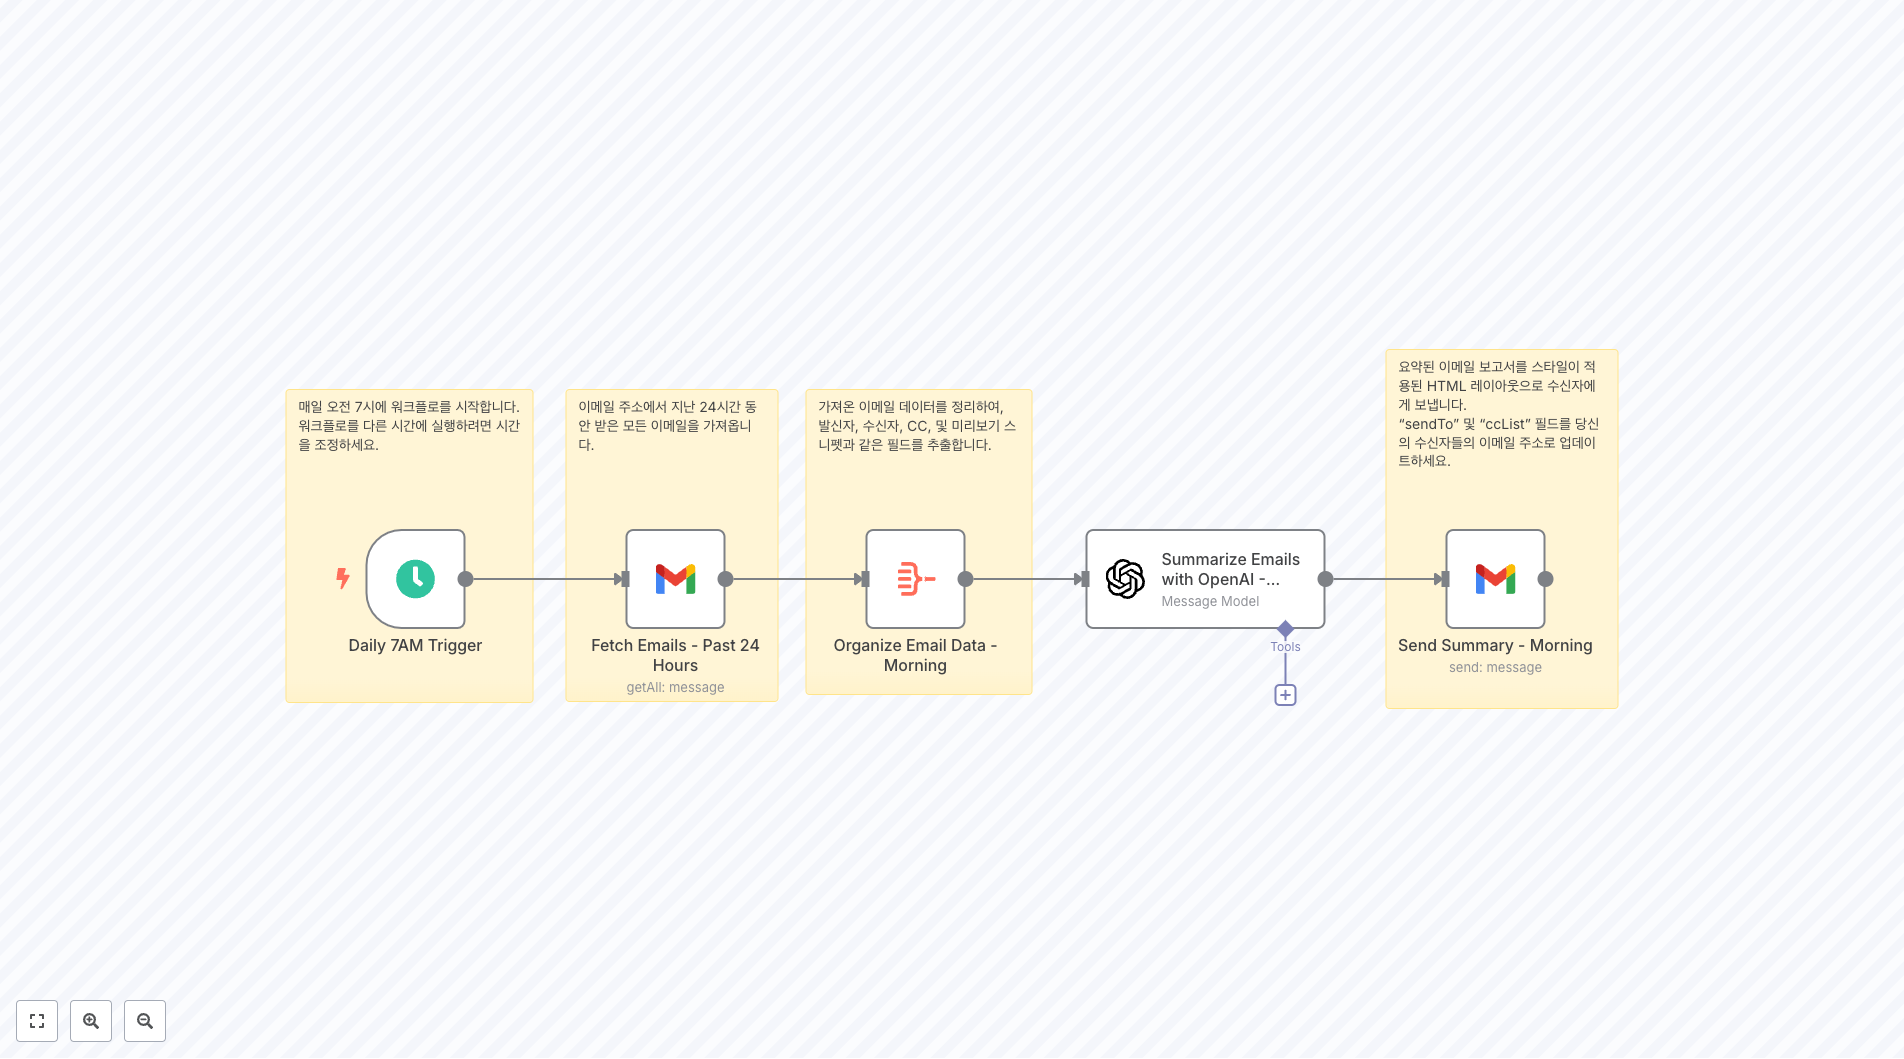 매일 오전 7시에 워크플로를 시작합니다.
워크플로를 다른 시간에 실행하려면 시간
을 조정하세요.
Daily 7AM Trigger
이메일 주소에서 지난 24시간 동
안 받은 모든 이메일을 가져옵니
다.
Fetch Emails - Past 24
Hours
getAll: message
가져온 이메일 데이터를 정리하여,
발신자, 수신자, CC, 및 미리보기 스
니펫과 같은 필드를 추출합니다.
Organize Email Data -
Morning
Summarize Emails
with OpenAI -...
Message Model
Tools
요약된 이메일 보고서를 스타일이 적
용된 HTML 레이아웃으로 수신자에
게 보냅니다.
“sendTo” 및 “ccList” 필드를 당신
의 수신자들의 이메일 주소로 업데이
트하세요.
Send Summary - Morning
send: message